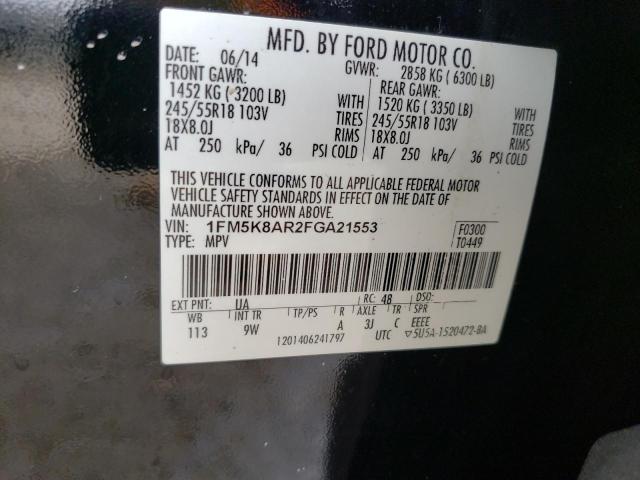 MFD. BY FORD MOTOR CO.
DATE: 06/14 GVWR: 2858 KG ( 6300 LB)
FRONT GAWR: REAR GAWR:
1452 KG ( 3200 LB) WITH 1520 KG ( 3350 LB) WITH
245/55R18 103V TIRES 245/55R18 103V TIRES
18X8.0J RIMS 18X8.0J RIMS
AT 250 kPa/ 36 PSI COLD AT 250 kPa/ 36 PSI COLD
THIS VEHICLE CONFORMS TO ALL APPLICABLE FEDERAL MOTOR
VEHICLE SAFETY STANDARDS IN EFFECT ON THE DATE OF
MANUFACTURE SHOWN ABOVE.
VIN: 1FM5K8AR2FGA21553 F0300
TYPE: MPV T0449
EXT PNT: UA RC: 48 DSO:
WB INT TR TP/PS R AXLE TR SPR
113 9W A 3J C EEEE
1201406241797 UTC ▽5U5A-1520472-BA